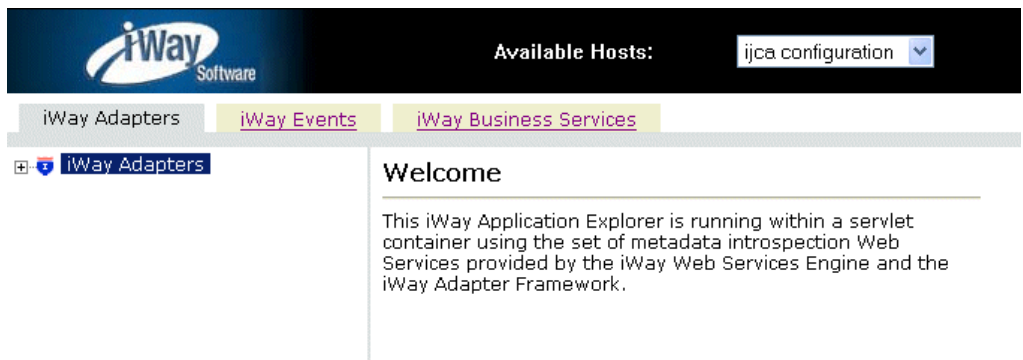 iWay
Software
Available Hosts:
ijca configuration
iWay Adapters
iWay Events
iWay Business Services
iWay Adapters
Welcome
This iWay Application Explorer is running within a servlet
container using the set of metadata introspection Web
Services provided by the iWay Web Services Engine and the
iWay Adapter Framework.